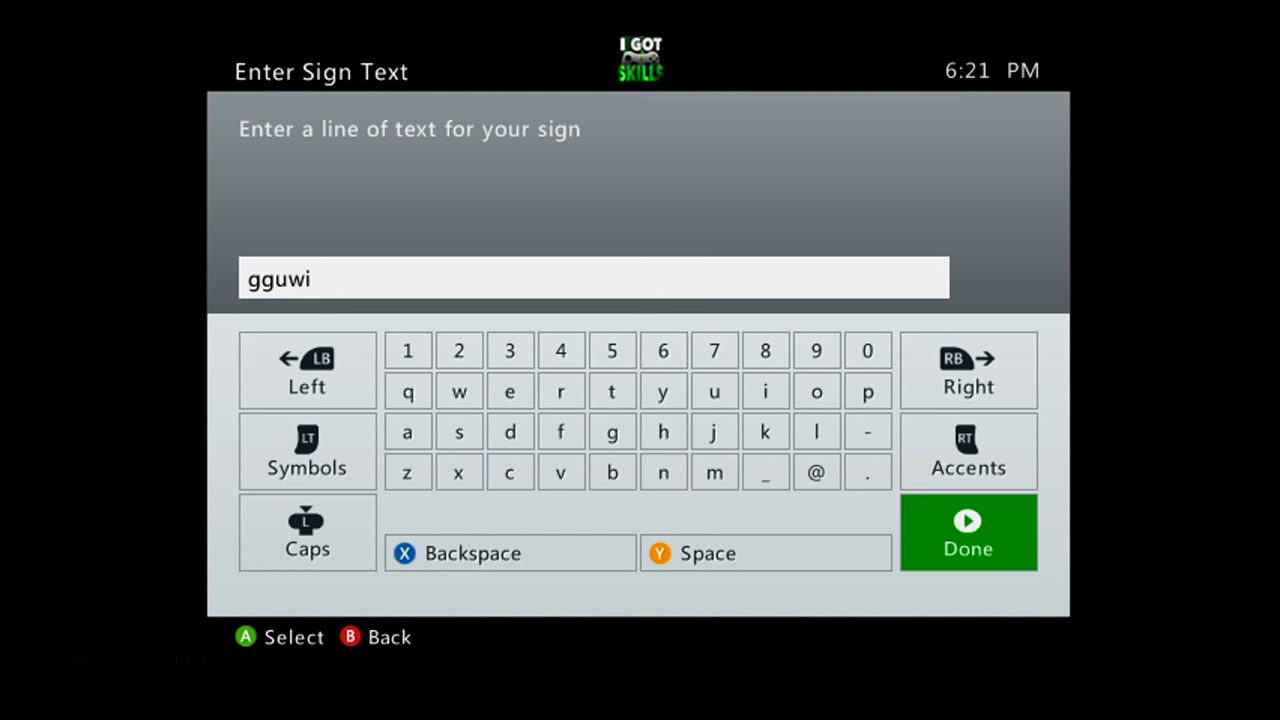 I GOT
SKILLS
Enter Sign Text
6:21 PM
Enter a line of text for your sign
gguwi
LB
Left
1 2 3 4 5 6 7 8 9 0
RB
Right
q w e r t y u i o p
LT
Symbols
a s d f g h j k l -
RT
Accents
z x c v b n m _ @ .
L
Caps
X Backspace
Y Space
Done
A Select B Back